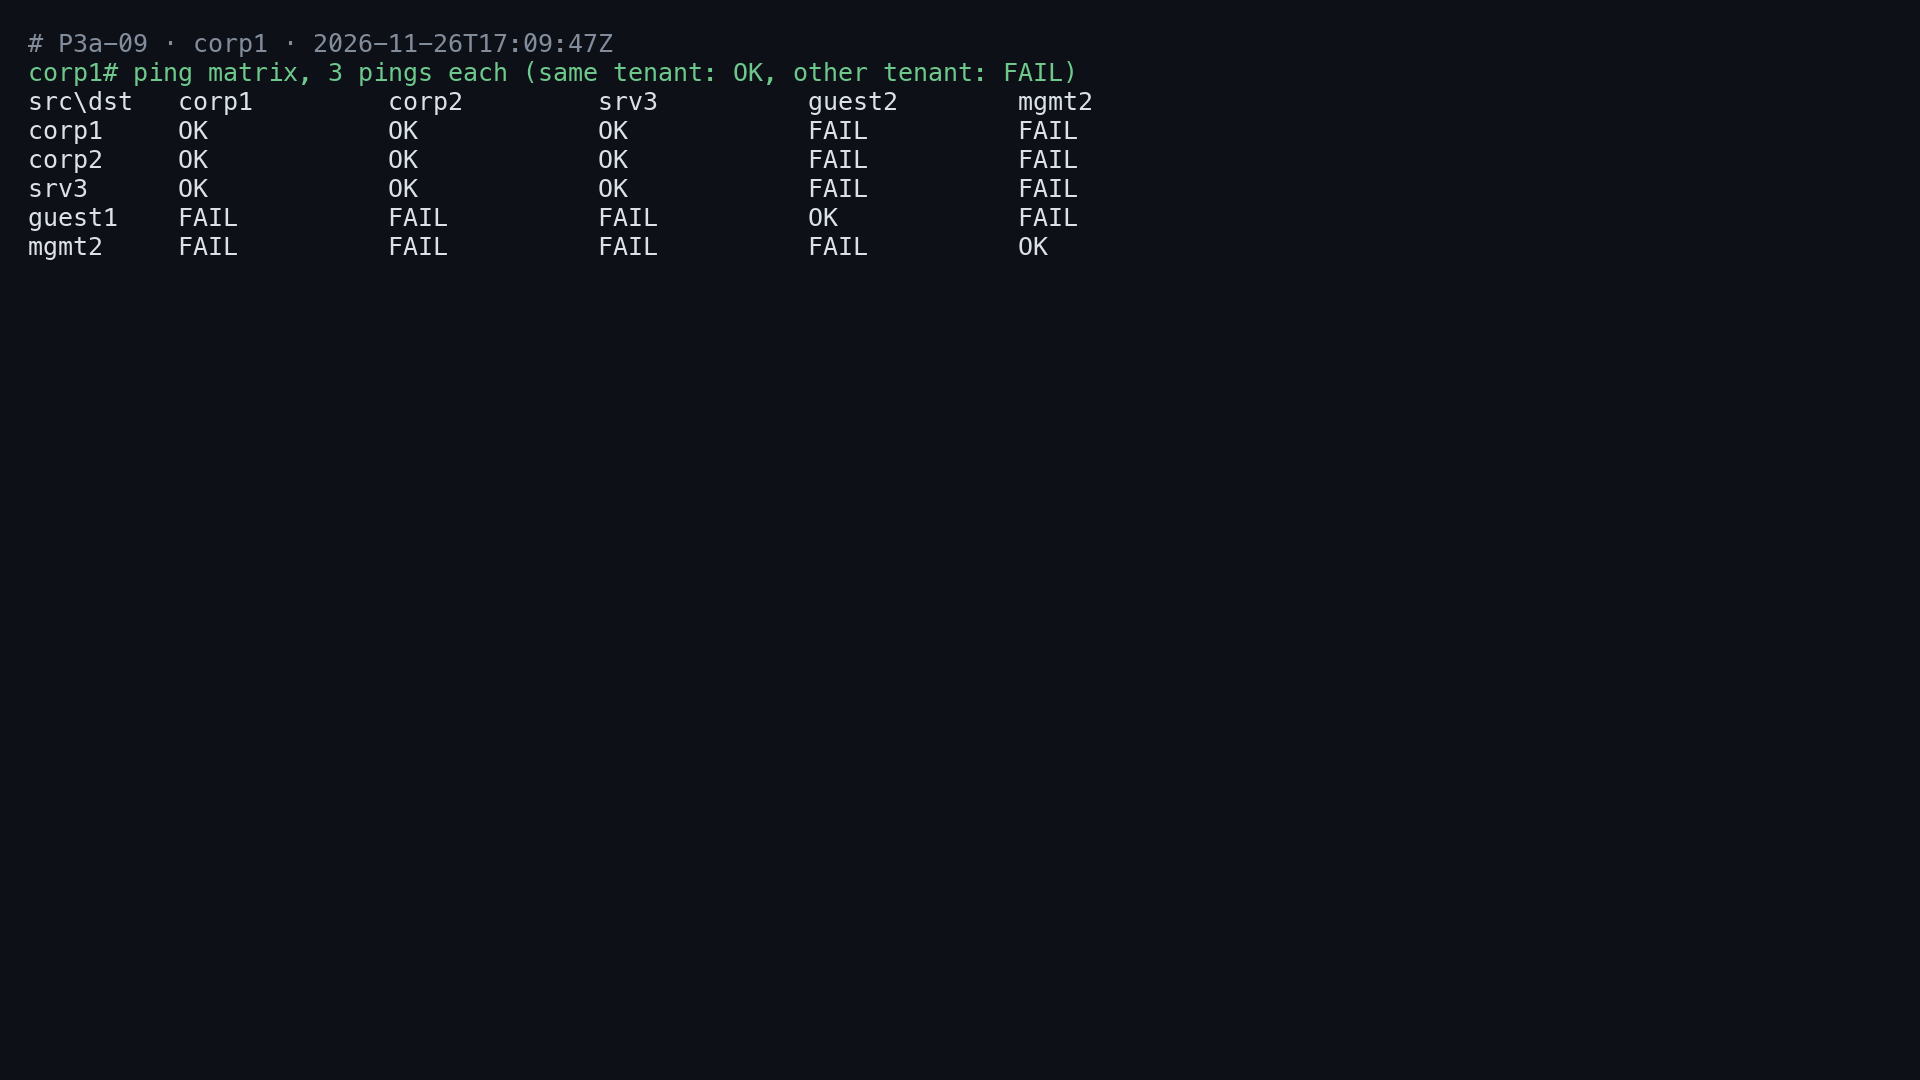 # P3a−09 · corp1 · 2026−11−26T17:09:47Z
corp1# ping matrix, 3 pings each (same tenant: OK, other tenant: FAIL)
src\dst   corp1         corp2         srv3          guest2        mgmt2
corp1     OK            OK            OK            FAIL          FAIL
corp2     OK            OK            OK            FAIL          FAIL
srv3      OK            OK            OK            FAIL          FAIL
guest1    FAIL          FAIL          FAIL          OK            FAIL
mgmt2     FAIL          FAIL          FAIL          FAIL          OK